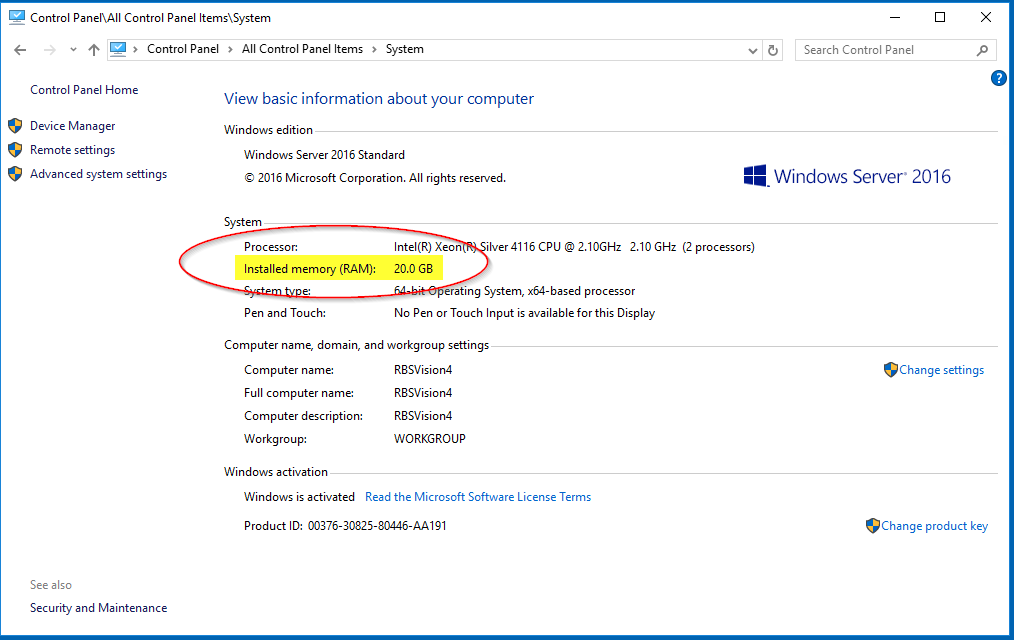 Control Panel\All Control Panel Items\System
Control Panel > All Control Panel Items > System
Search Control Panel
?
Control Panel Home
Device Manager
Remote settings
Advanced system settings
See also
Security and Maintenance
View basic information about your computer
Windows edition
Windows Server 2016 Standard
© 2016 Microsoft Corporation. All rights reserved.
Windows Server® 2016
System
Processor: Intel(R) Xeon(R) Silver 4116 CPU @ 2.10GHz 2.10 GHz (2 processors)
Installed memory (RAM): 20.0 GB
System type: 64-bit Operating System, x64-based processor
Pen and Touch: No Pen or Touch Input is available for this Display
Computer name, domain, and workgroup settings
Computer name: RBSVision4
Change settings
Full computer name: RBSVision4
Computer description: RBSVision4
Workgroup: WORKGROUP
Windows activation
Windows is activated Read the Microsoft Software License Terms
Product ID: 00376-30825-80446-AA191
Change product key